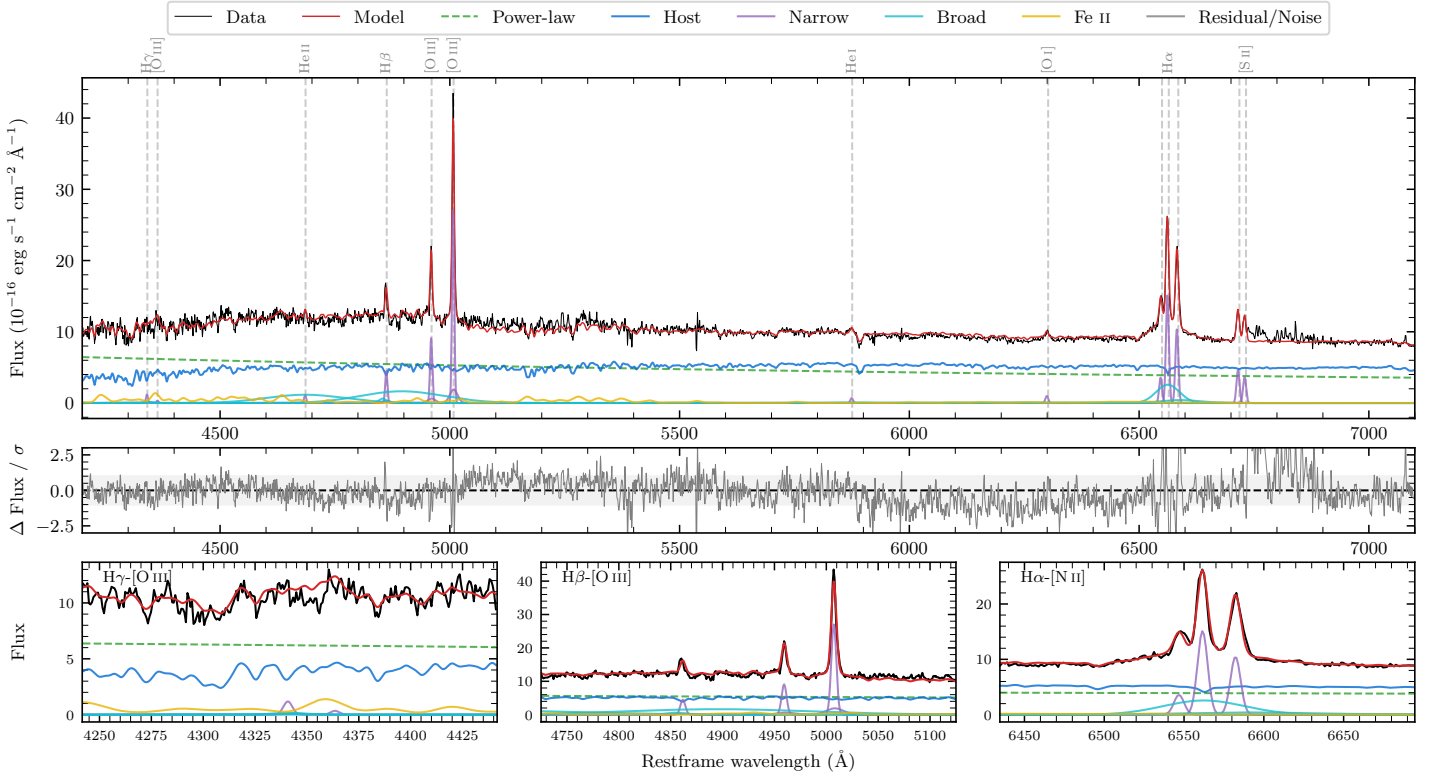 Data Model Power-law Host Narrow Broad Fe II Residual/Noise
Hγ [O III] He II Hβ [O III] [O III] He I [O I] Hα [S II]
Flux (10⁻¹⁶ erg s⁻¹ cm⁻² Å⁻¹)
40
30
20
10
0
4500 5000 5500 6000 6500 7000
Δ Flux / σ
2.5
0.0
−2.5
4500 5000 5500 6000 6500 7000
Flux
Hγ-[O III]
10
5
0
4250 4275 4300 4325 4350 4375 4400 4425
Hβ-[O III]
40
30
20
10
0
4750 4800 4850 4900 4950 5000 5050 5100
Hα-[N II]
20
10
0
6450 6500 6550 6600 6650
Restframe wavelength (Å)